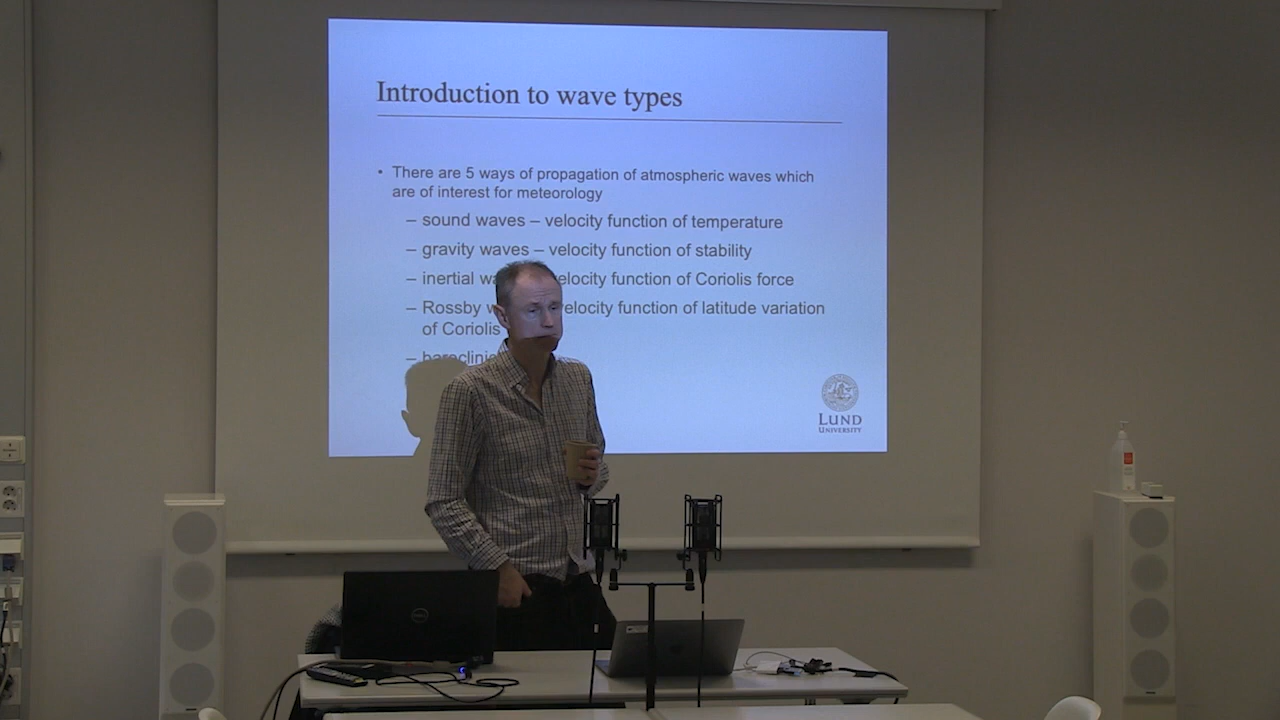 Introduction to wave types
• There are 5 ways of propagation of atmospheric waves which
are of interest for meteorology
– sound waves – velocity function of temperature
– gravity waves – velocity function of stability
– inertial elocity function of Coriolis force
– Rossby velocity function of latitude variation
of Coriolis
LUND
UNIVERSITY
DELL